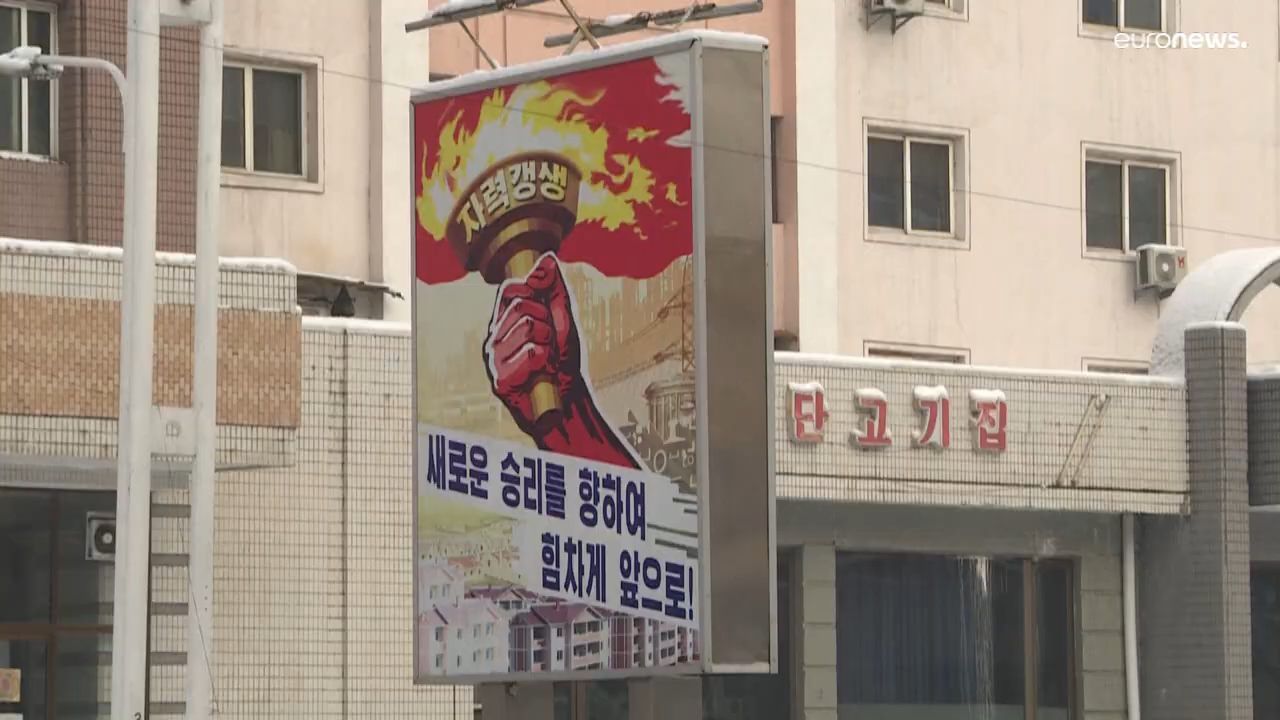 euronews.
자력갱생
새로운 승리를 향하여
힘차게 앞으로!
단고기집